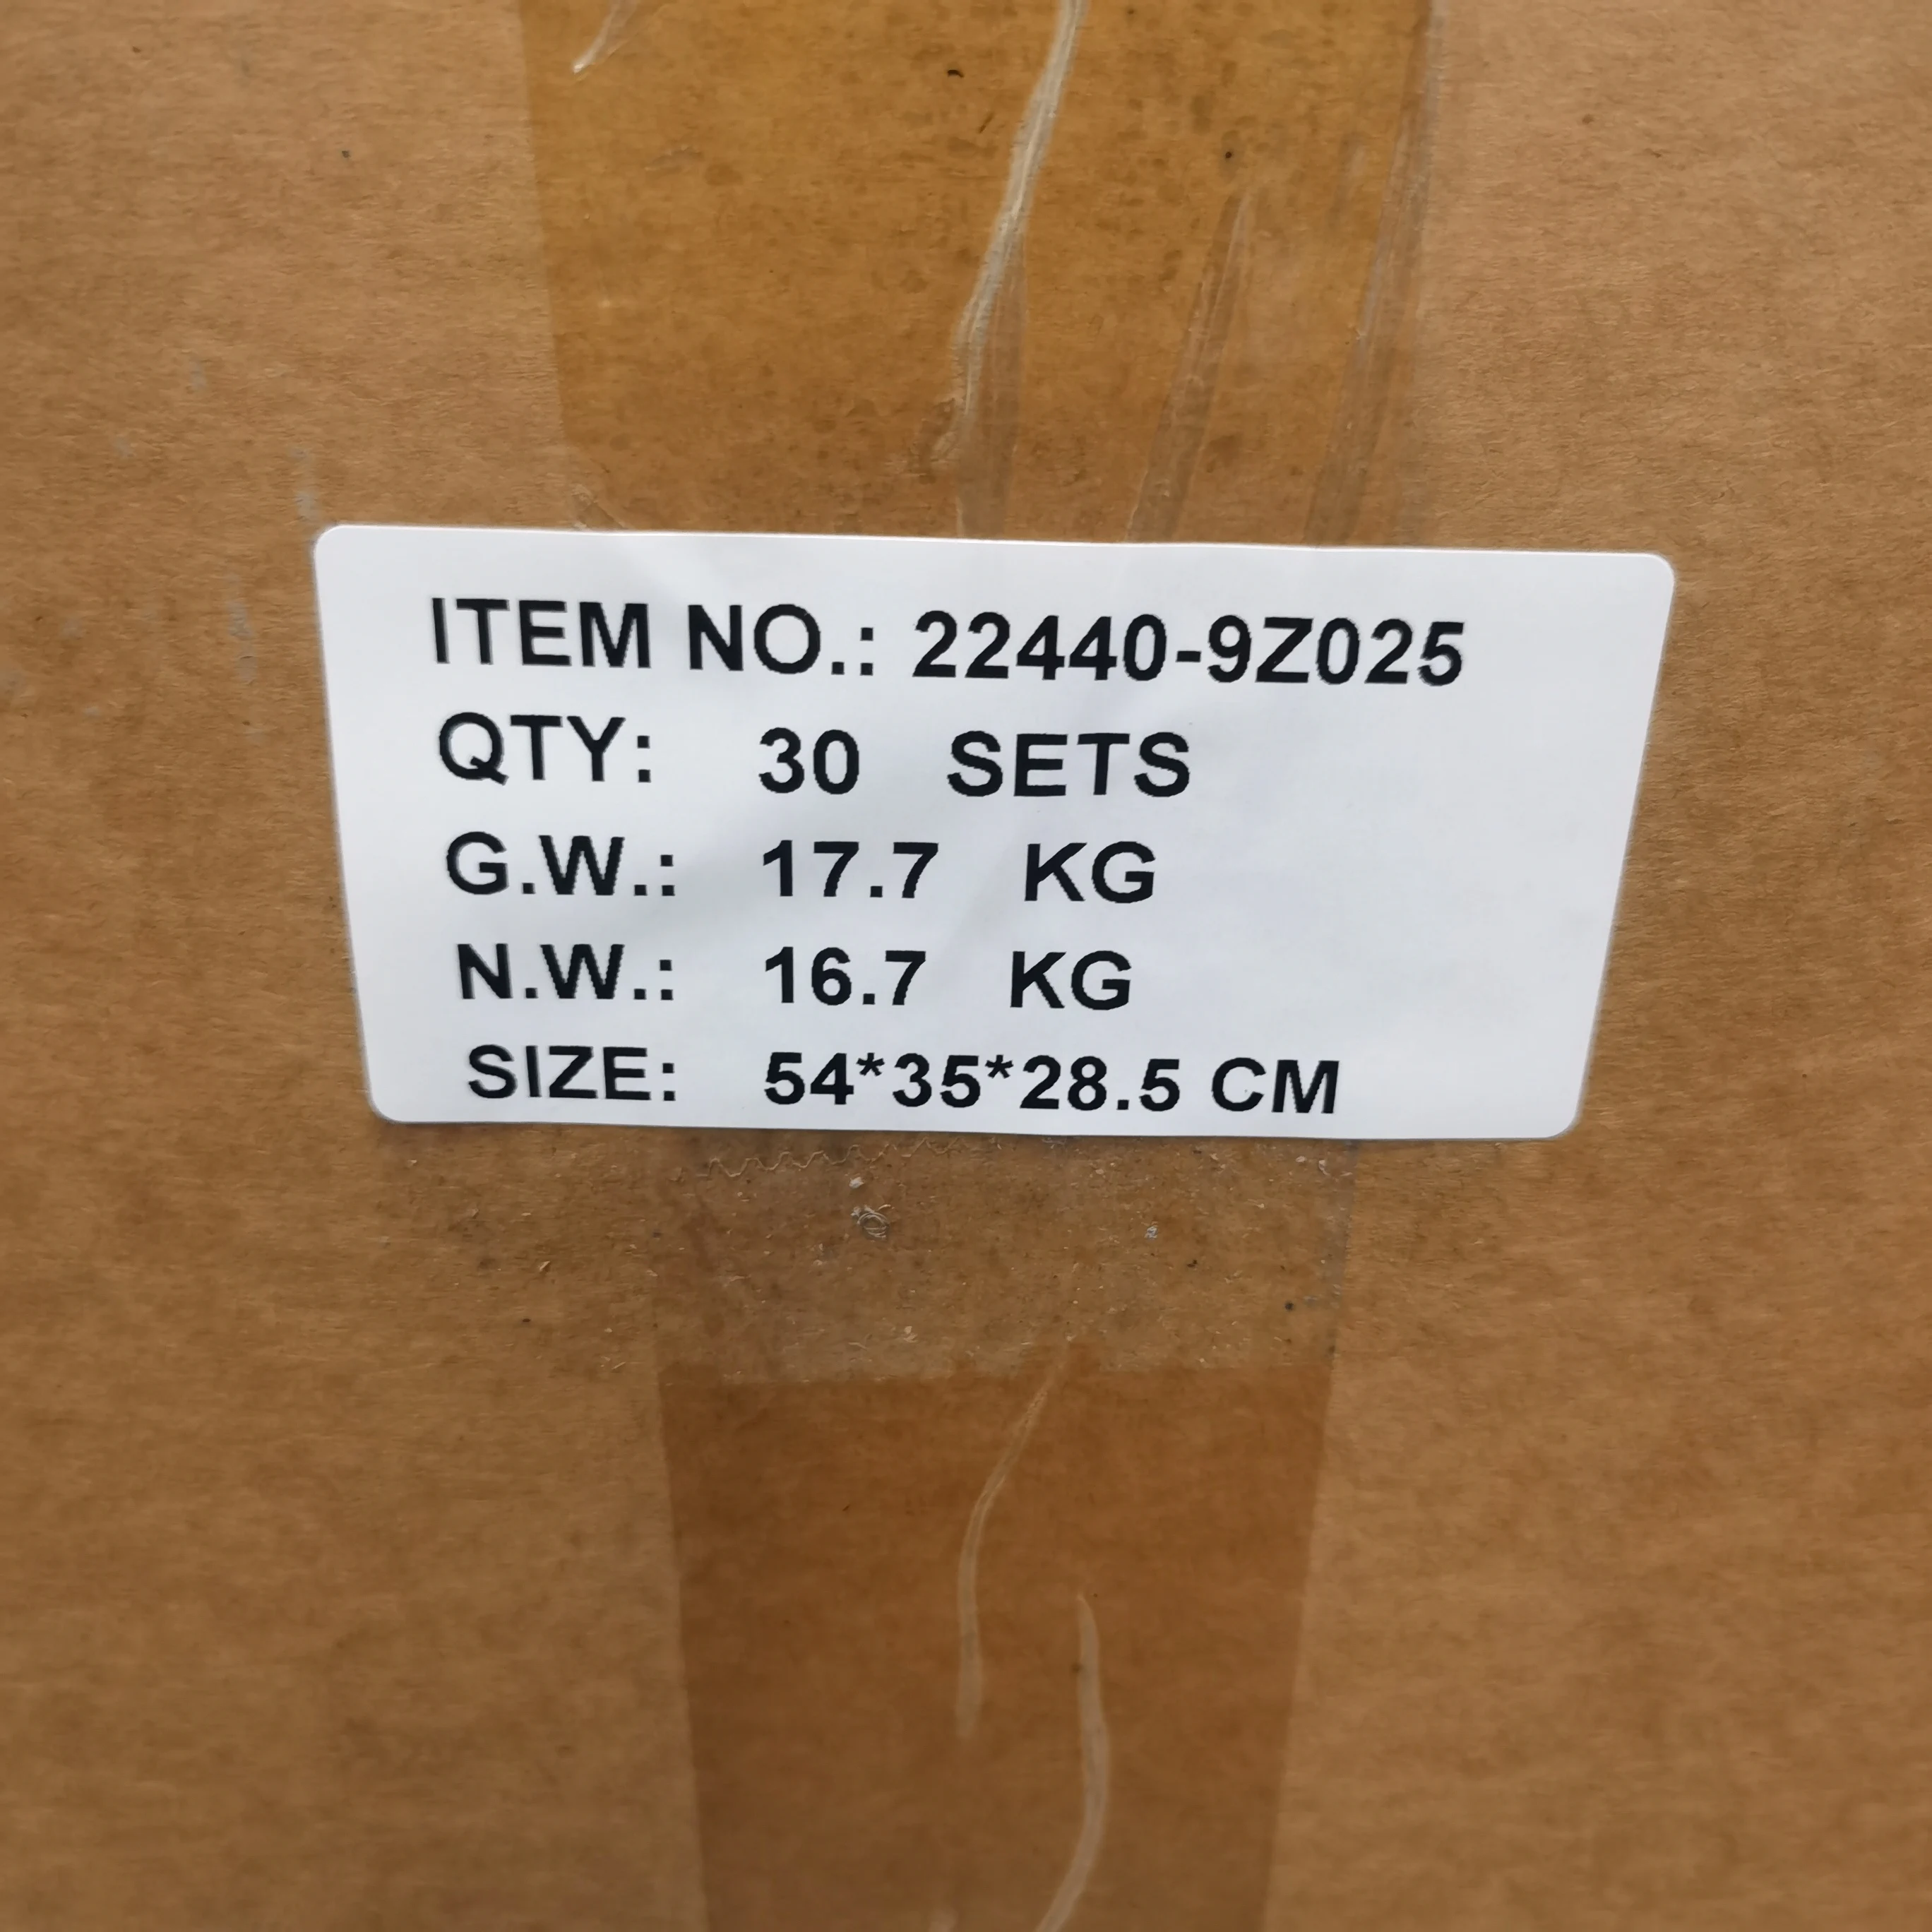 ITEM NO.: 22440-9Z025
QTY: 30 SETS
G.W.: 17.7 KG
N.W.: 16.7 KG
SIZE: 54*35*28.5 CM